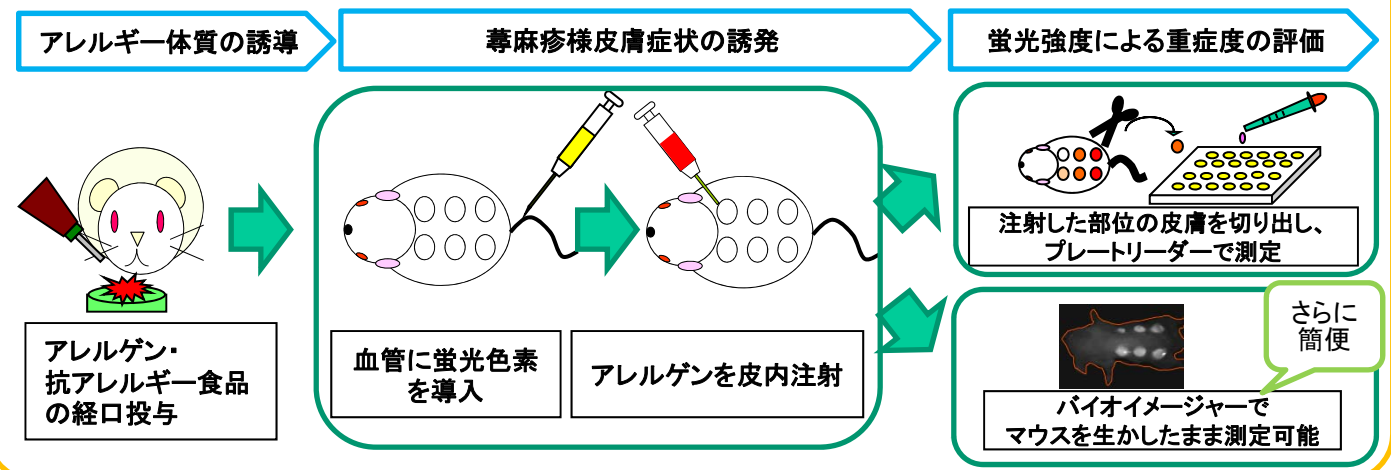 アレルギー体質の誘導
蕁麻疹様皮膚症状の誘発
蛍光強度による重症度の評価
アレルゲン・
抗アレルギー食品
の経口投与
血管に蛍光色素
を導入
アレルゲンを皮内注射
注射した部位の皮膚を切り出し、
プレートリーダーで測定
さらに
簡便
バイオイメージャーで
マウスを生かしたまま測定可能